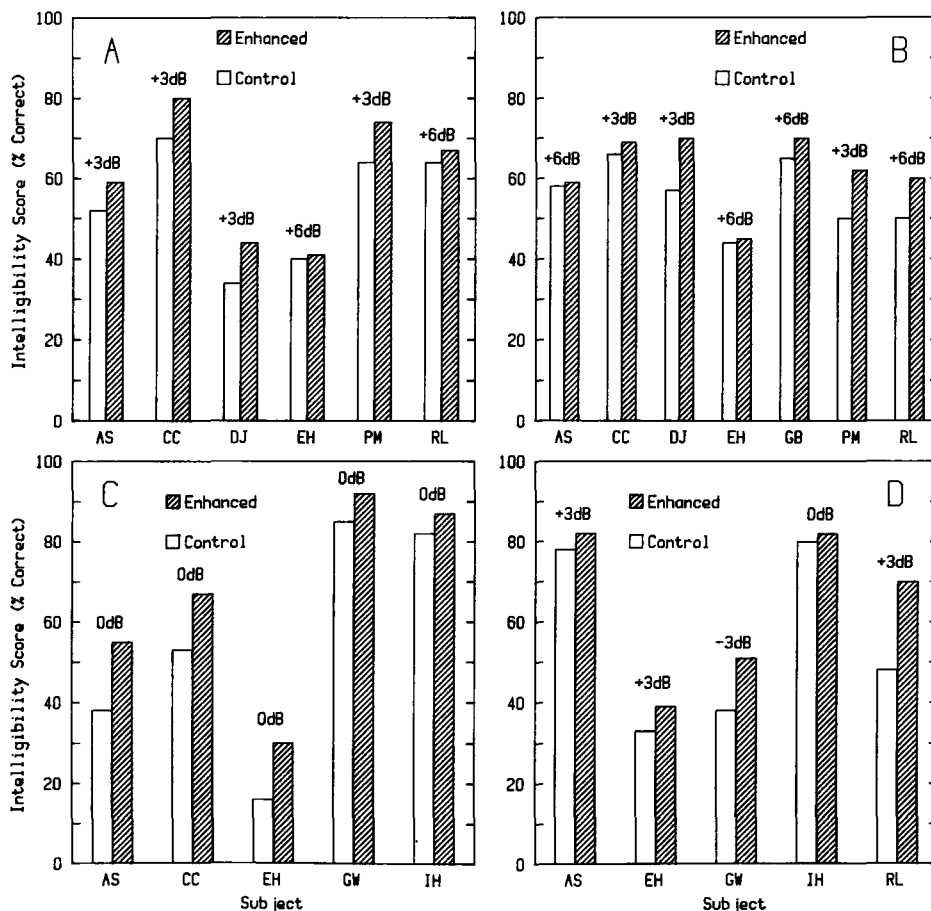 A
Enhanced
Control
+3dB
+3dB
+3dB
+6dB
+3dB
+6dB
100
80
60
40
20
0
Intelligibility Score (% Correct)
AS CC DJ EH PM RL
B
Enhanced
Control
+6dB
+3dB
+3dB
+6dB
+6dB
+3dB
+6dB
100
80
60
40
20
0
AS CC DJ EH GB PM RL
C
Enhanced
Control
0dB
0dB
0dB
0dB
0dB
100
80
60
40
20
0
Intelligibility Score (% Correct)
AS CC EH GW IH
Subject
D
Enhanced
Control
+3dB
+3dB
-3dB
0dB
+3dB
100
80
60
40
20
0
AS EH GW IH RL
Subject